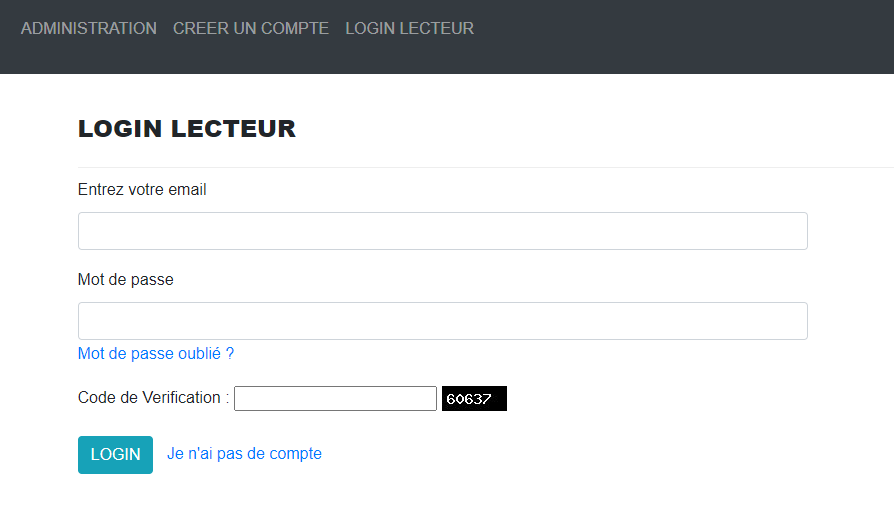 ADMINISTRATION CREER UN COMPTE LOGIN LECTEUR
LOGIN LECTEUR
Entrez votre email
Mot de passe
Mot de passe oublié ?
Code de Verification : 60637
LOGIN Je n'ai pas de compte